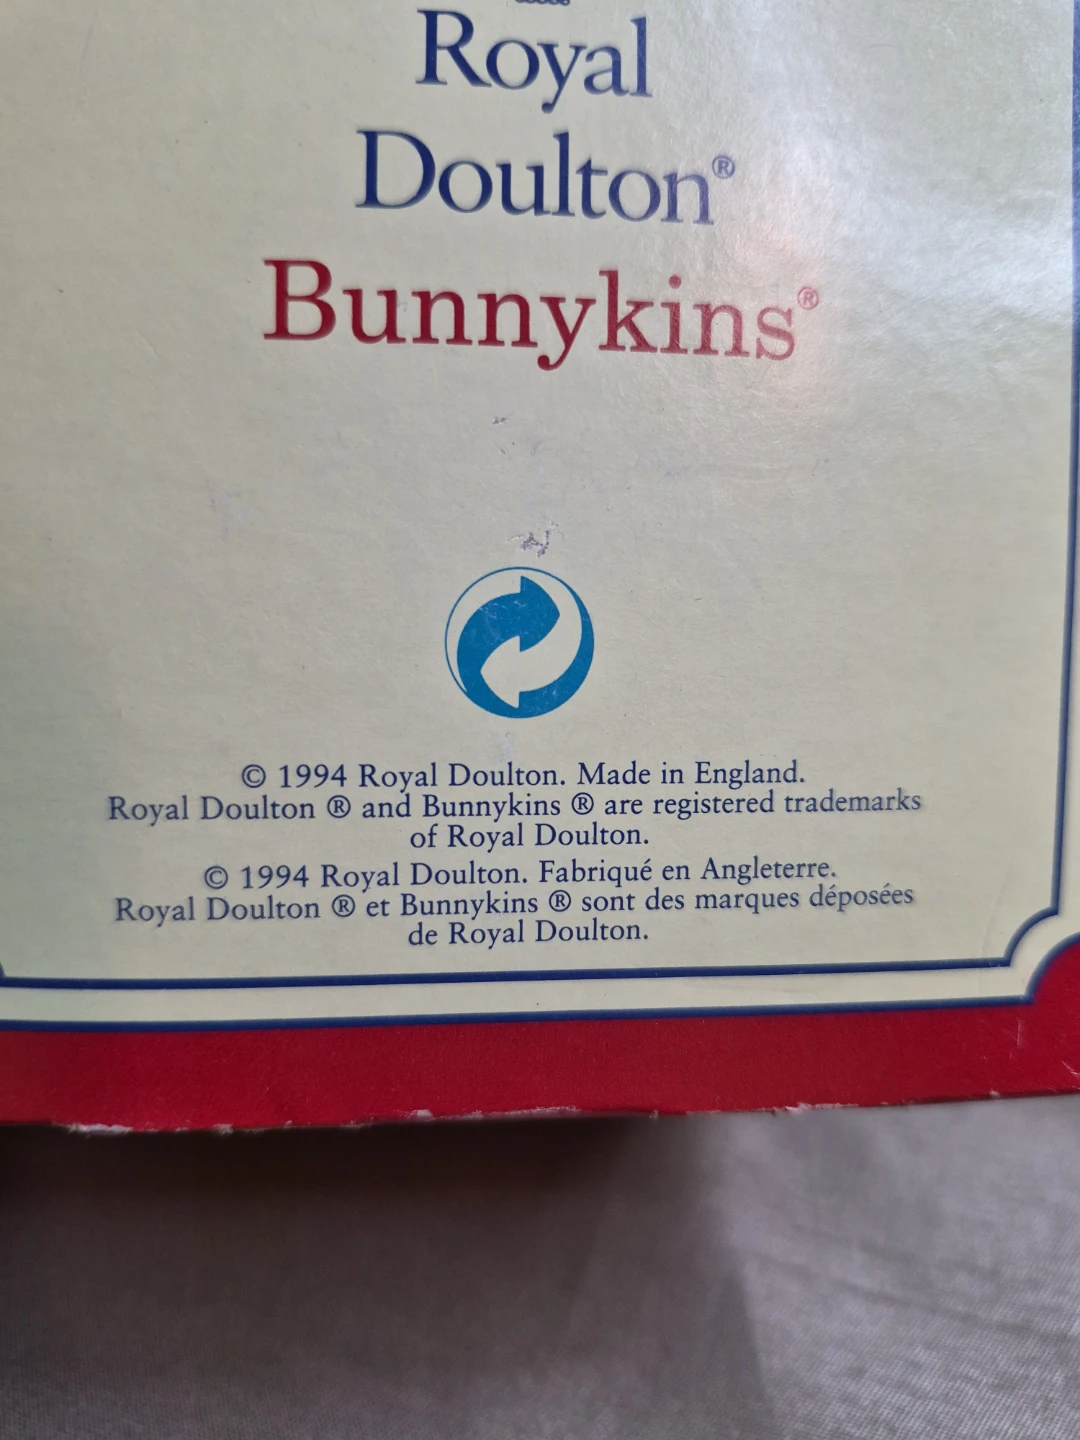 Royal
Doulton®
Bunnykins®
© 1994 Royal Doulton. Made in England.
Royal Doulton ® and Bunnykins ® are registered trademarks
of Royal Doulton.
© 1994 Royal Doulton. Fabriqué en Angleterre.
Royal Doulton ® et Bunnykins ® sont des marques déposées
de Royal Doulton.